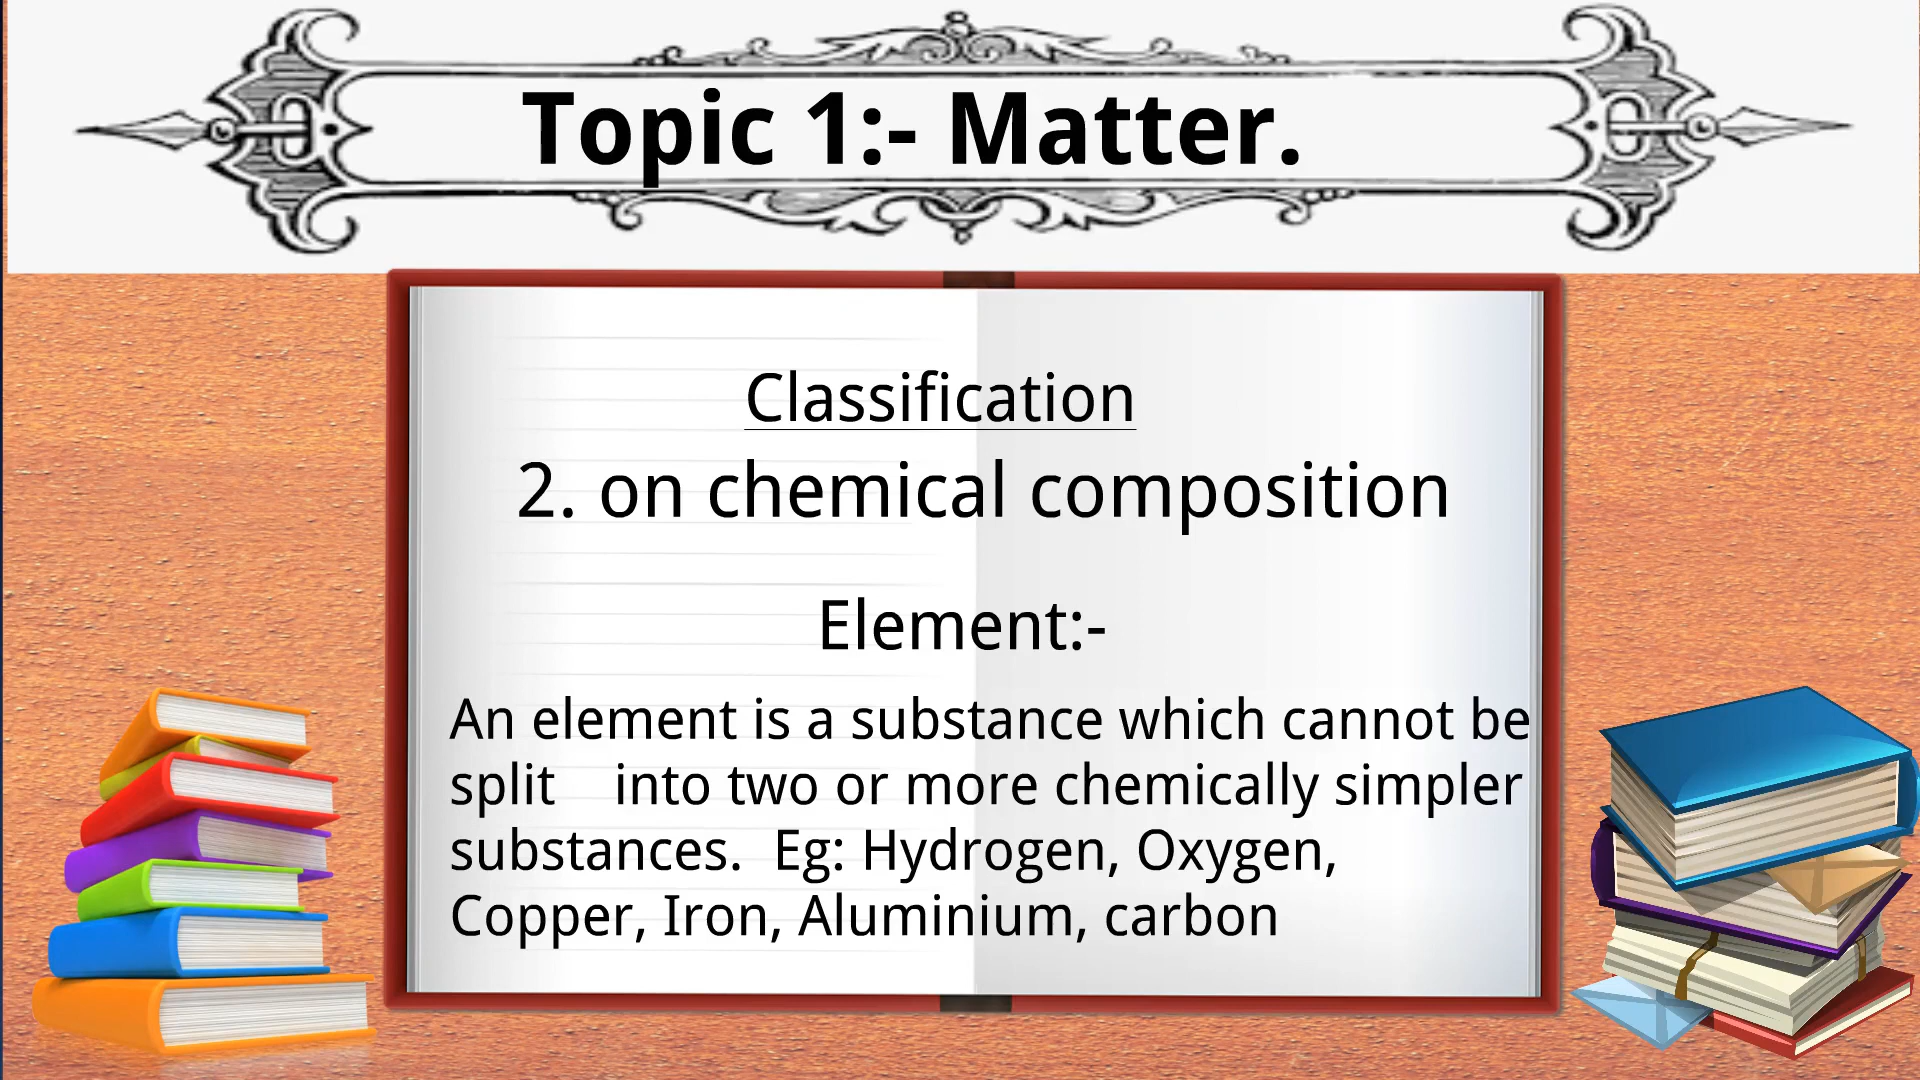 Topic 1:- Matter.
Classification
2. on chemical composition
Element:-
An element is a substance which cannot be
split    into two or more chemically simpler
substances.  Eg: Hydrogen, Oxygen,
Copper, Iron, Aluminium, carbon